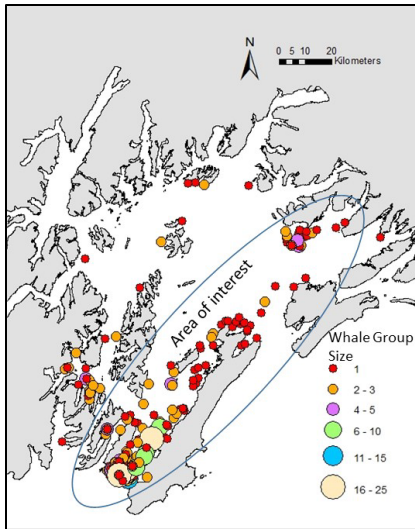 N
0 5 10 20
Kilometers
Area of interest
Whale Group
Size
1
2 - 3
4 - 5
6 - 10
11 - 15
16 - 25